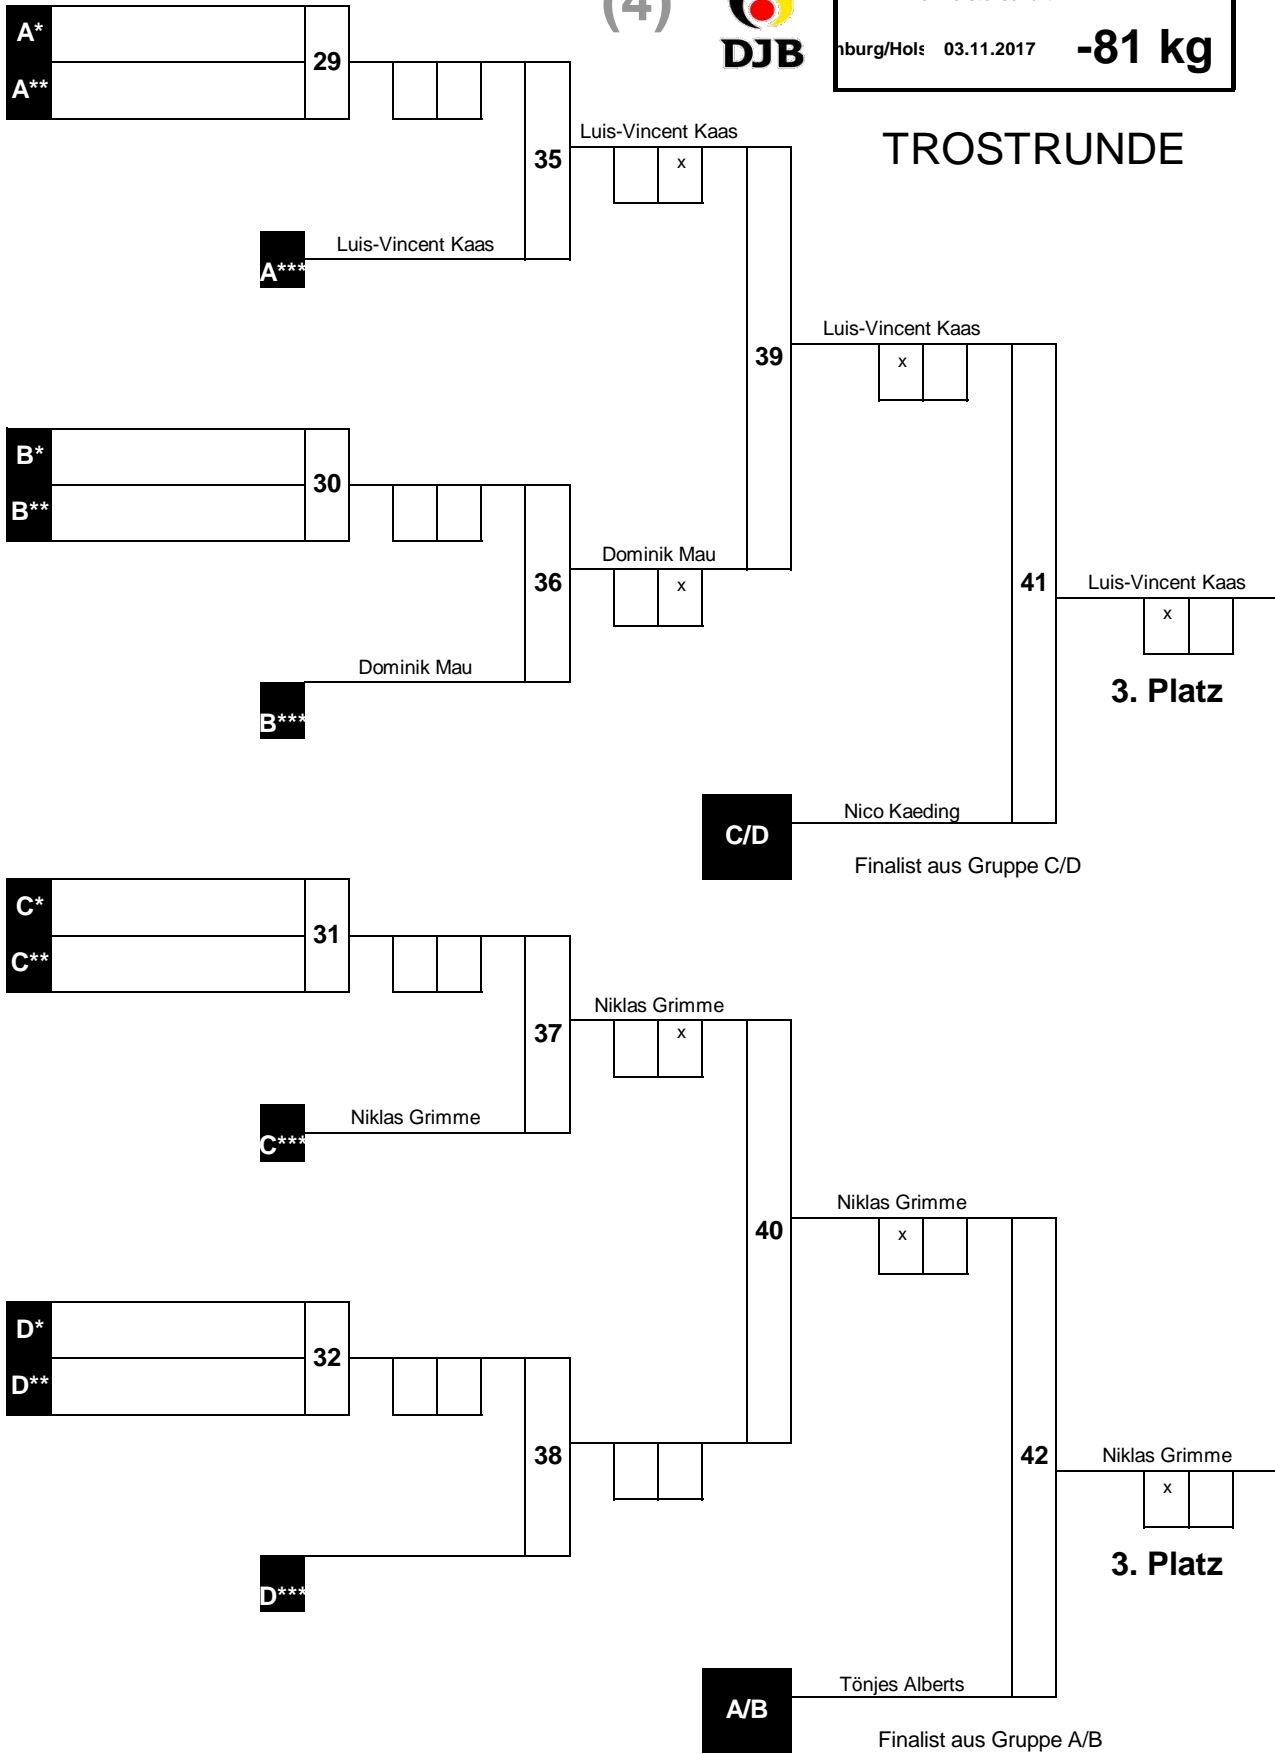 (4)
DJB
03.11.2017
-81 kg
TROSTRUNDE
A*
A**
29
35
Luis-Vincent Kaas
x
A***
Luis-Vincent Kaas
39
Luis-Vincent Kaas
x
B*
B**
30
36
Dominik Mau
x
B***
Dominik Mau
41
Luis-Vincent Kaas
x
3. Platz
C/D
Nico Kaeding
Finalist aus Gruppe C/D
C*
C**
31
37
Niklas Grimme
x
C***
Niklas Grimme
40
Niklas Grimme
x
D*
D**
32
38
D***
42
Niklas Grimme
x
3. Platz
A/B
Tönjes Alberts
Finalist aus Gruppe A/B